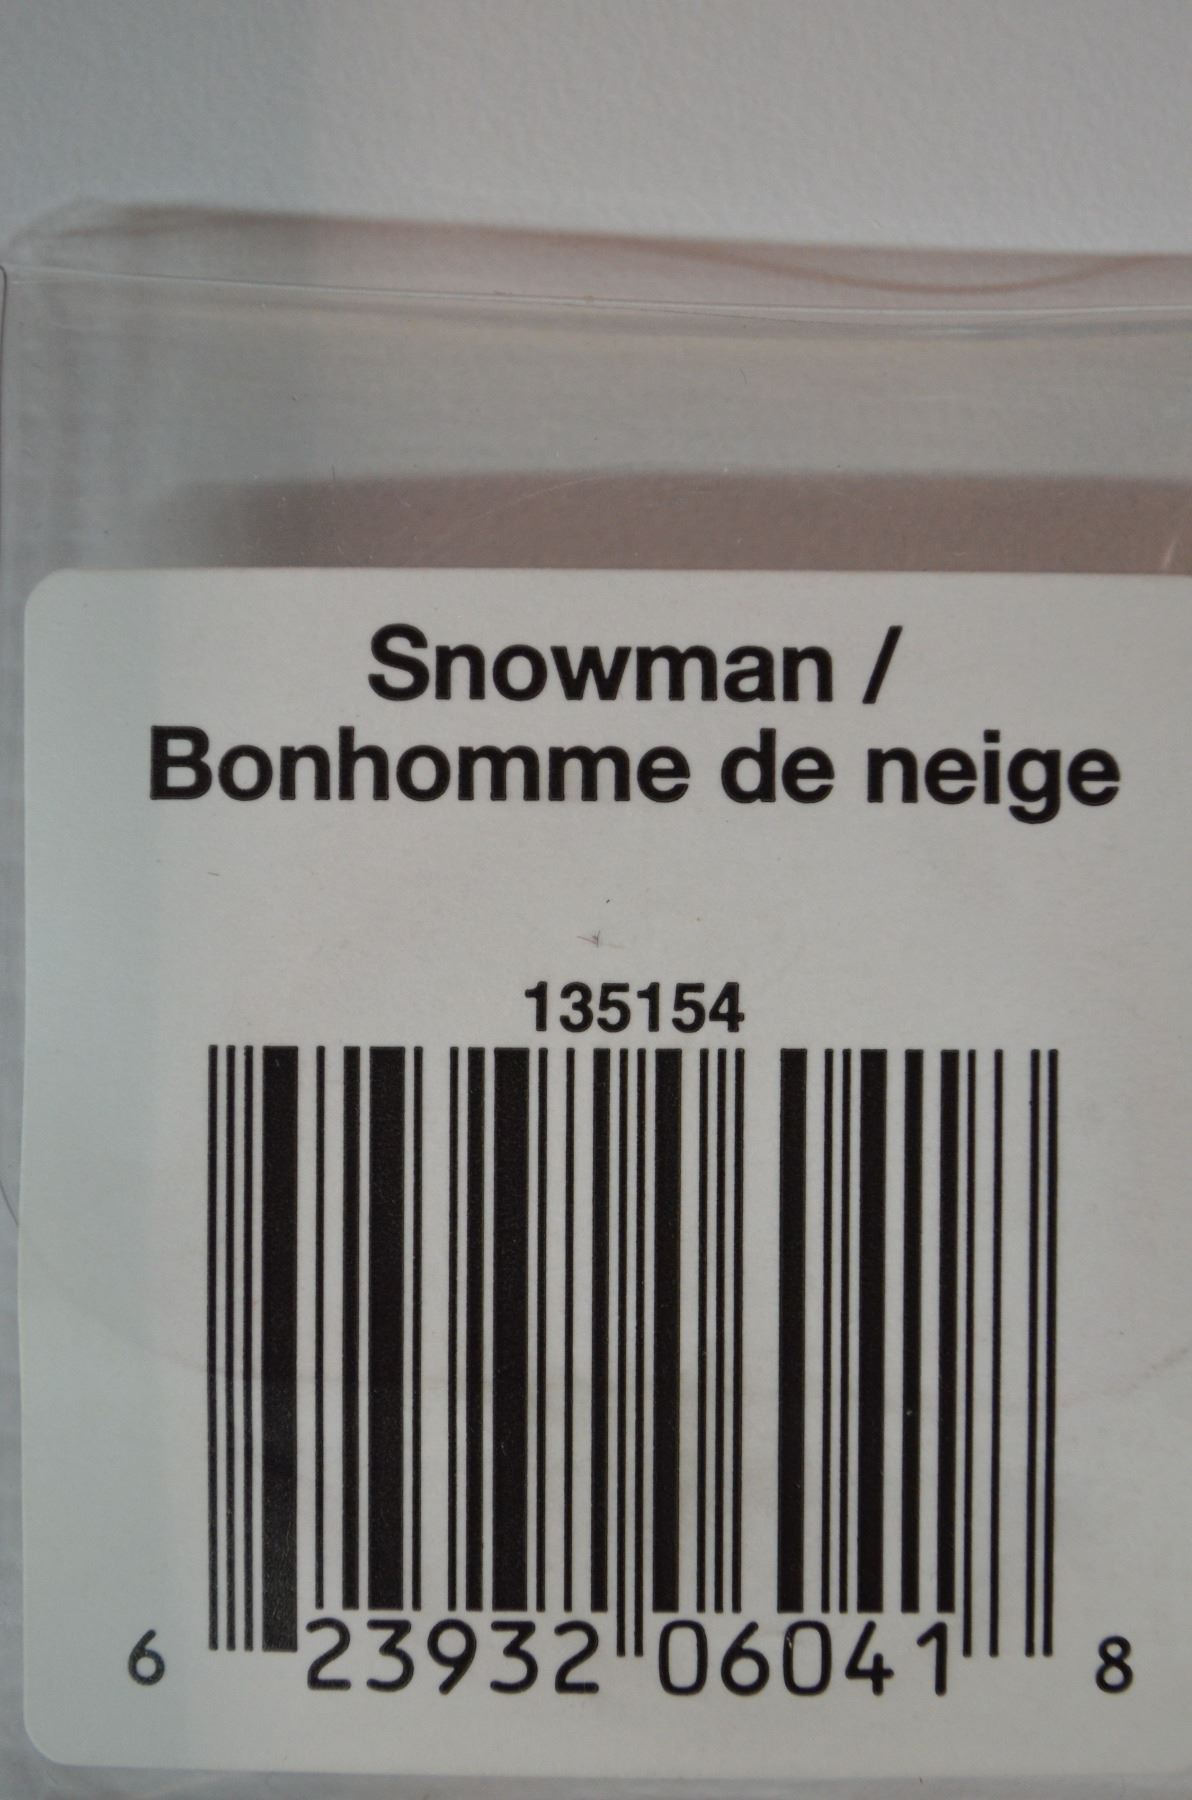 Snowman /
Bonhomme de neige
135154
6 23932 06041 8